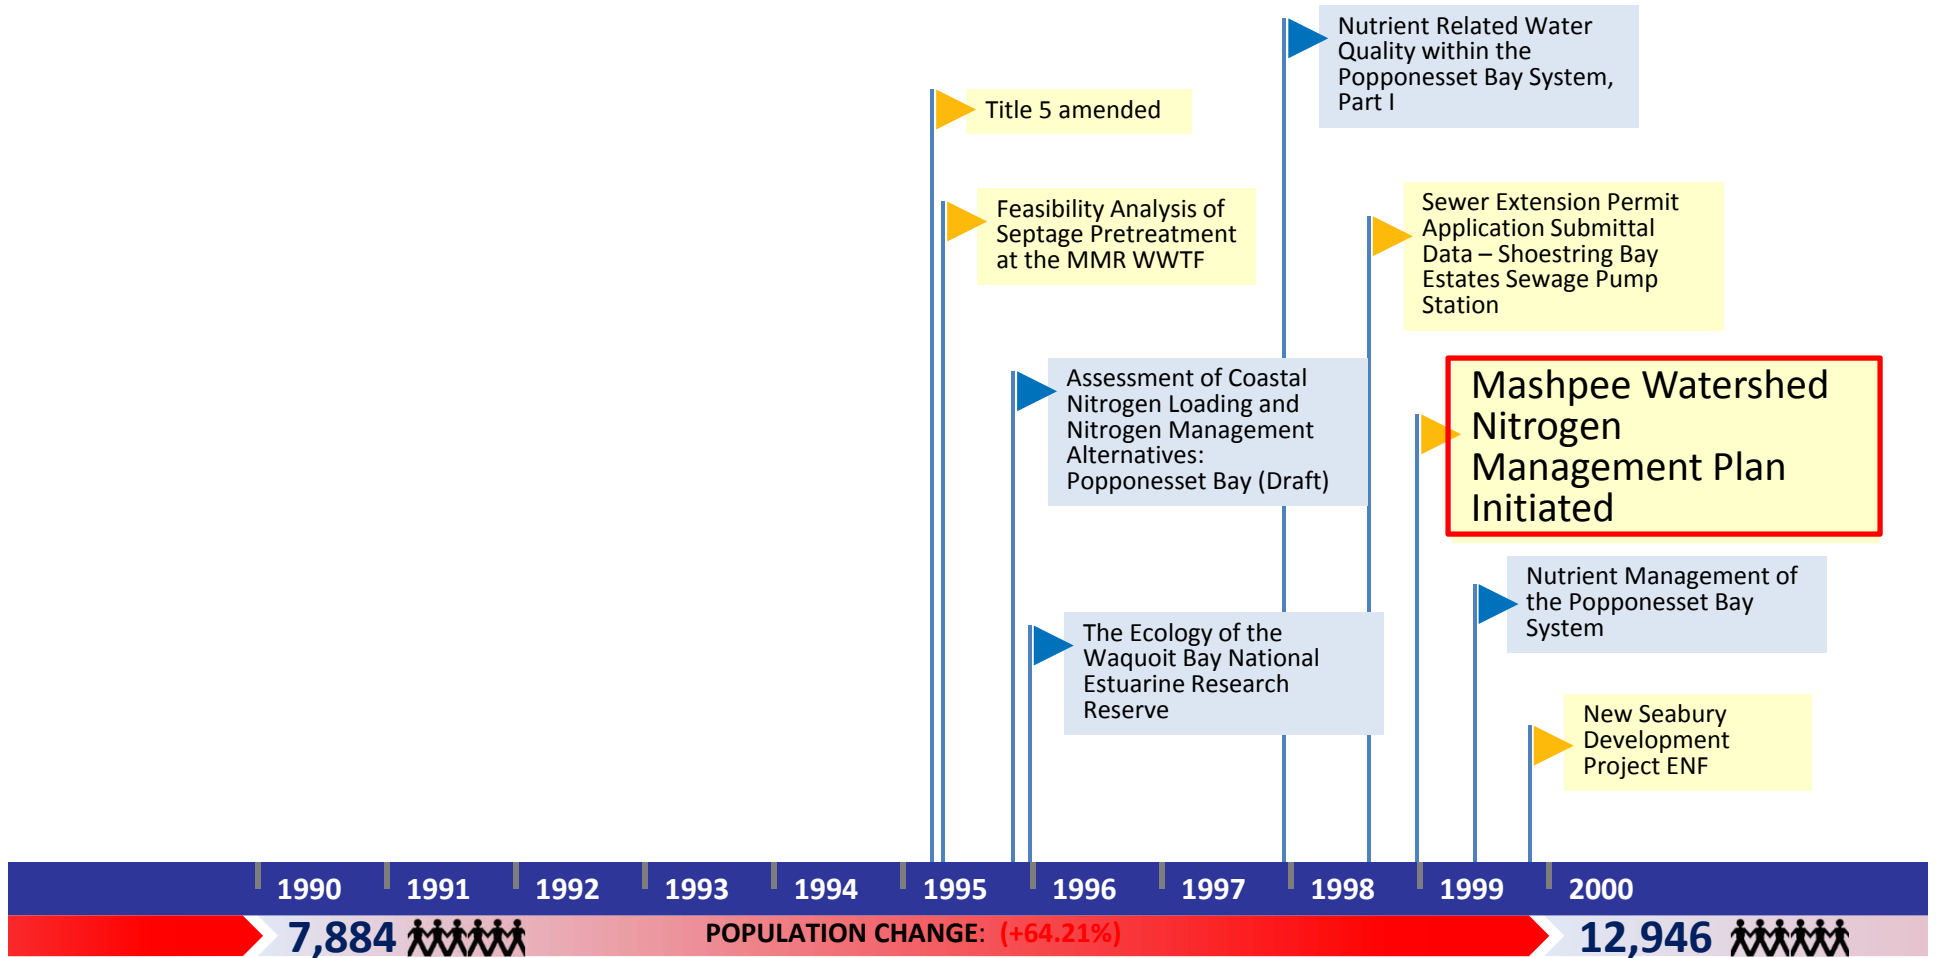 Nutrient Related Water
Quality within the
Popponesset Bay System,
Part I
Title 5 amended
Feasibility Analysis of
Septage Pretreatment
at the MMR WWTF
Sewer Extension Permit
Application Submittal
Data – Shoestring Bay
Estates Sewage Pump
Station
Assessment of Coastal
Nitrogen Loading and
Nitrogen Management
Alternatives:
Popponesset Bay (Draft)
Mashpee Watershed
Nitrogen
Management Plan
Initiated
Nutrient Management of
the Popponesset Bay
System
The Ecology of the
Waquoit Bay National
Estuarine Research
Reserve
New Seabury
Development
Project ENF
1990 1991 1992 1993 1994 1995 1996 1997 1998 1999 2000
7,884 POPULATION CHANGE: (+64.21%) 12,946